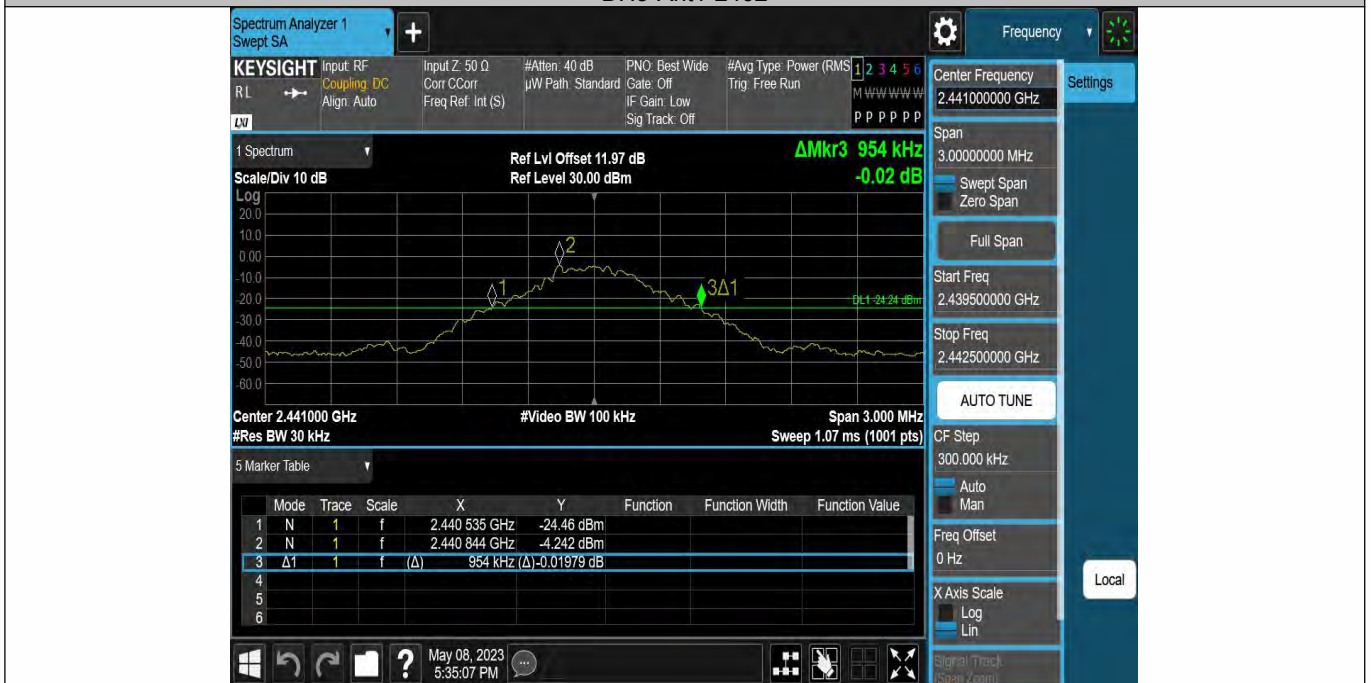 Spectrum Analyzer 1
Swept SA
+
Frequency
KEYSIGHT
RL
LXI
Input: RF
Coupling: DC
Align: Auto
Input Z: 50 Ω
Corr CCorr
Freq Ref: Int (S)
#Atten: 40 dB
µW Path: Standard
PNO: Best Wide
Gate: Off
IF Gain: Low
Sig Track: Off
#Avg Type: Power (RMS
Trig: Free Run
1 2 3 4 5 6
M W W W W W
P P P P P P
1 Spectrum
Scale/Div 10 dB
Ref Lvl Offset 11.97 dB
Ref Level 30.00 dBm
ΔMkr3 954 kHz
-0.02 dB
Log
20.0
10.0
0.00
-10.0
-20.0
-30.0
-40.0
-50.0
-60.0
1
2
3Δ1
DL1 -24.24 dBm
Center 2.441000 GHz
#Res BW 30 kHz
#Video BW 100 kHz
Span 3.000 MHz
Sweep 1.07 ms (1001 pts)
5 Marker Table
Mode Trace Scale X Y Function Function Width Function Value
1 N 1 f 2.440 535 GHz -24.46 dBm
2 N 1 f 2.440 844 GHz -4.242 dBm
3 Δ1 1 f (Δ) 954 kHz (Δ) -0.01979 dB
4
5
6
?
May 08, 2023
5:35:07 PM
Center Frequency
2.441000000 GHz
Settings
Span
3.00000000 MHz
Swept Span
Zero Span
Full Span
Start Freq
2.439500000 GHz
Stop Freq
2.442500000 GHz
AUTO TUNE
CF Step
300.000 kHz
Auto
Man
Freq Offset
0 Hz
X Axis Scale
Log
Lin
Signal Track
(Span Zoom)
Local